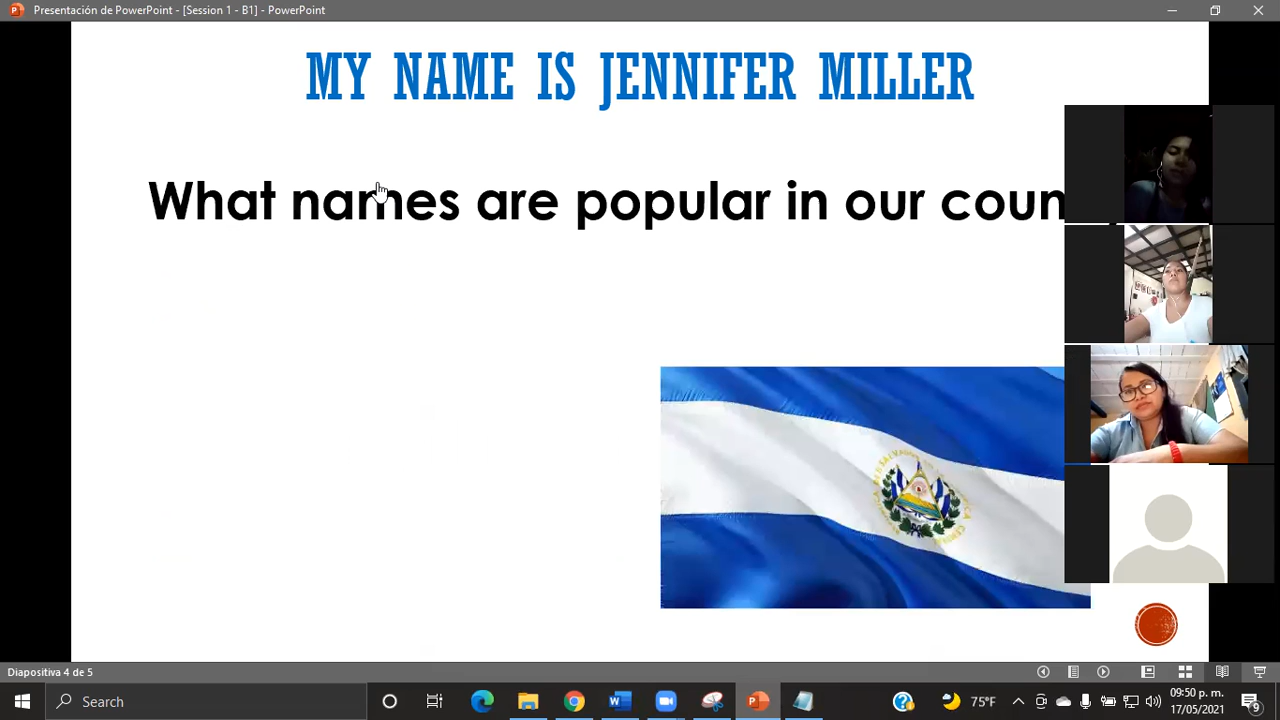 Presentación de PowerPoint - [Session 1 - B1] - PowerPoint
MY NAME IS JENNIFER MILLER
What names are popular in our coun
Diapositiva 4 de 5
Search
75°F
09:50 p. m.
17/05/2021
9